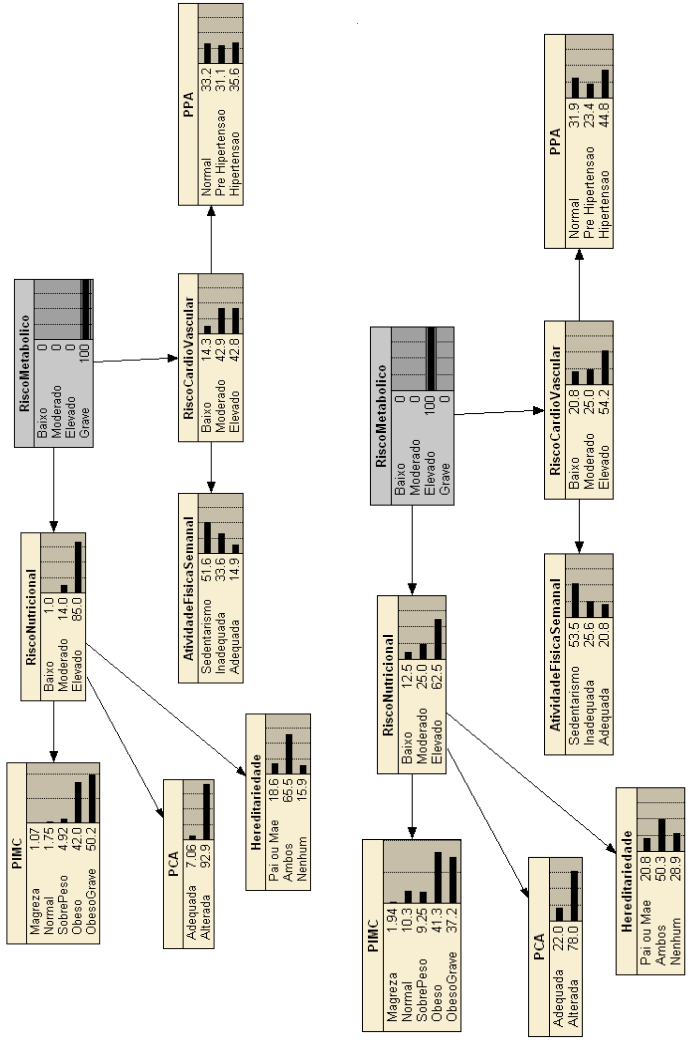 PIMC
Magreza 1.07
Normal 1.75
SobrePeso 4.92
Obeso 42.0
ObesoGrave 50.2
RiscoNutricional
Baixo 1.0
Moderado 14.0
Elevado 85.0
RiscoMetabolico
Baixo 0
Moderado 0
Elevado 0
Grave 100
PCA
Adequada 7.06
Alterada 92.9
Hereditariedade
Pai ou Mae 18.6
Ambos 65.5
Nenhum 15.9
AtividadeFisicaSemanal
Sedentarismo 51.6
Inadequada 33.6
Adequada 14.9
RiscoCardioVascular
Baixo 14.3
Moderado 42.9
Elevado 42.8
PPA
Normal 33.2
Pre Hipertensao 31.1
Hipertensao 35.6
PIMC
Magreza 1.94
Normal 10.3
SobrePeso 9.25
Obeso 41.3
ObesoGrave 37.2
RiscoNutricional
Baixo 12.5
Moderado 25.0
Elevado 62.5
RiscoMetabolico
Baixo 0
Moderado 0
Elevado 100
Grave 0
PCA
Adequada 22.0
Alterada 78.0
Hereditariedade
Pai ou Mae 20.8
Ambos 50.3
Nenhum 28.9
AtividadeFisicaSemanal
Sedentarismo 53.5
Inadequada 25.6
Adequada 20.8
RiscoCardioVascular
Baixo 20.8
Moderado 25.0
Elevado 54.2
PPA
Normal 31.9
Pre Hipertensao 23.4
Hipertensao 44.8